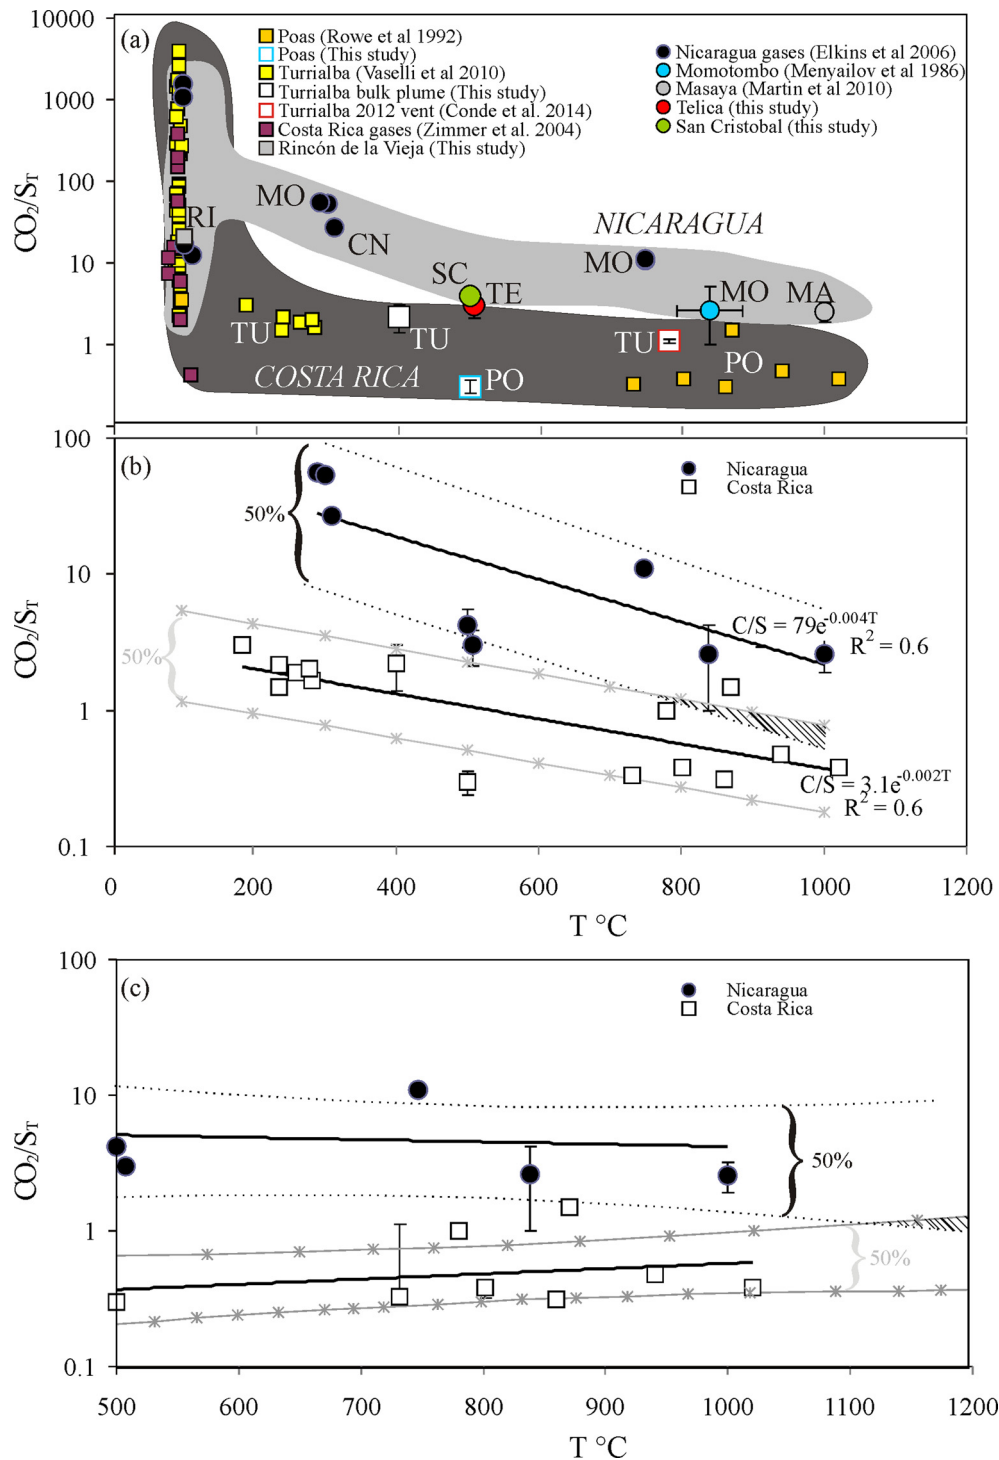 (a)
CO2/ST
10000
1000
100
10
1
Poas (Rowe et al 1992)
Poas (This study)
Turrialba (Vaselli et al 2010)
Turrialba bulk plume (This study)
Turrialba 2012 vent (Conde et al. 2014)
Costa Rica gases (Zimmer et al. 2004)
Rincón de la Vieja (This study)
Nicaragua gases (Elkins et al 2006)
Momotombo (Menyailov et al 1986)
Masaya (Martin et al 2010)
Telica (this study)
San Cristobal (this study)
RI
MO
CN
NICARAGUA
MO
SC
TE
MO
MA
TU
TU
TU
PO
COSTA RICA
PO
(b)
CO2/ST
100
10
1
0.1
Nicaragua
Costa Rica
50%
50%
C/S = 79e-0.004T
R2 = 0.6
C/S = 3.1e-0.002T
R2 = 0.6
0 200 400 600 800 1000 1200
T °C
(c)
CO2/ST
100
10
1
0.1
Nicaragua
Costa Rica
50%
50%
500 600 700 800 900 1000 1100 1200
T °C